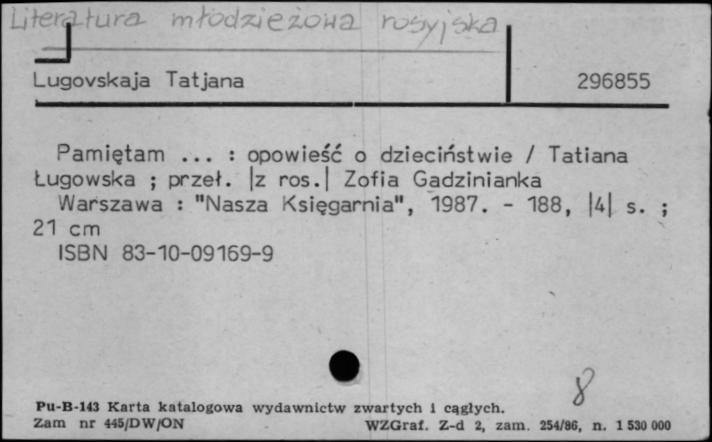 Literatura młodzieżowa rosyjska
Lugovskaja Tatjana 296855
Pamiętam ... : opowieść o dzieciństwie / Tatiana
Ługowska ; przeł. |z ros.| Zofia Gadzinianka
Warszawa : "Nasza Księgarnia", 1987. - 188, |4| s. ;
21 cm
ISBN 83-10-09169-9
8
Pu-B-143 Karta katalogowa wydawnictw zwartych i cągłych.
Zam nr 445/DW/ON WZGraf. Z-d 2, zam. 254/86, n. 1 530 000